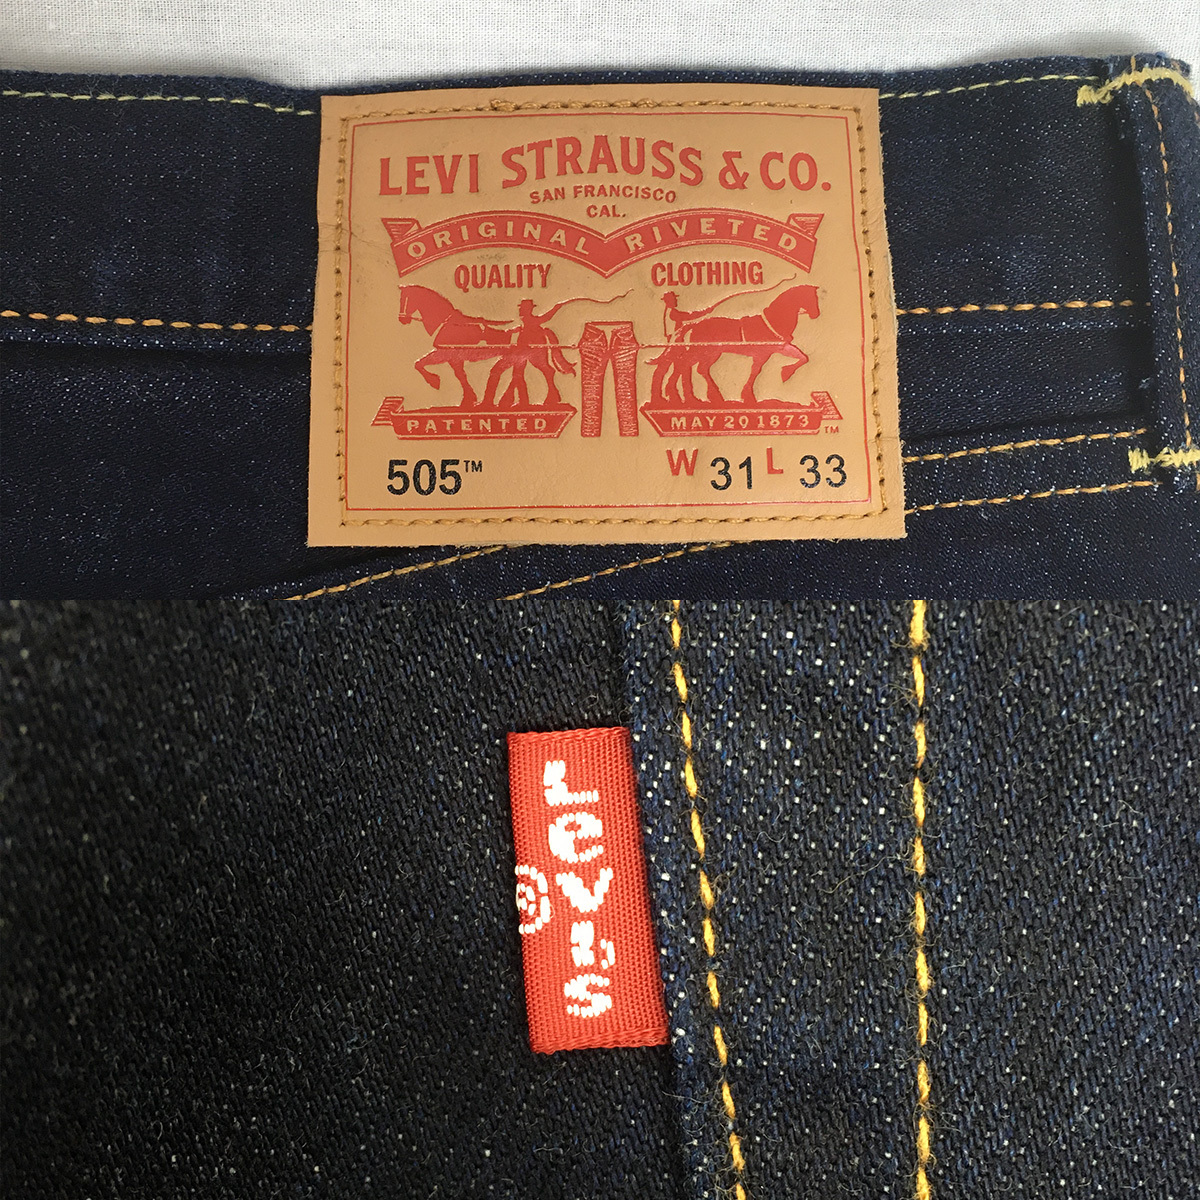 LEVI STRAUSS & CO.
SAN FRANCISCO
CAL.
ORIGINAL RIVETED
QUALITY CLOTHING
PATENTED MAY 20 1873 ™
505™ W 31 L 33
Levi's
®